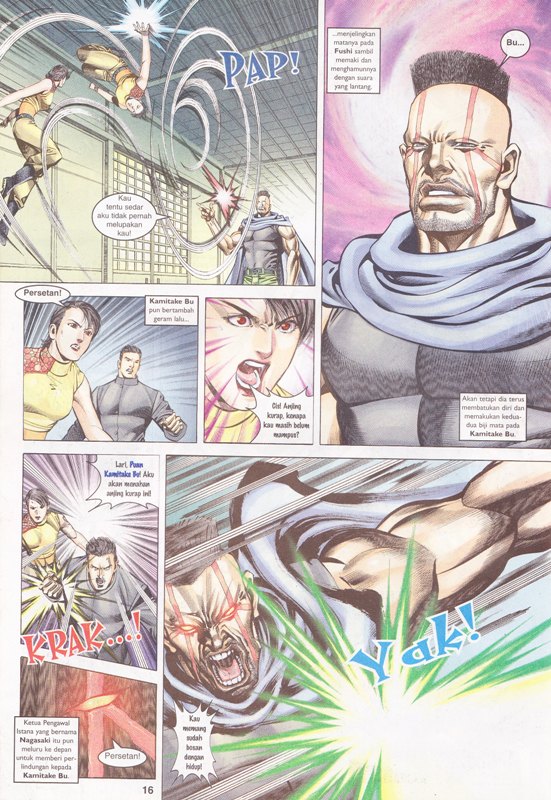 PAP!
Kau
tentu sedar
aku tidak pernah
melupakan
kau!
...menjelingkan
matanya pada
Fushi sambil
memaki dan
menghamunnya
dengan suara
yang lantang.
Bu...
Persetan!
Kamitake Bu
pun bertambah
geram lalu...
Cis! Anjing
kurap, kenapa
kau masih belum
mampus?
Akan tetapi dia terus
membatukan diri dan
memakukan kedua-
dua biji mata pada
Kamitake Bu.
Lari, Puan
Kamitake Bu! Aku
akan menahan
anjing kurap ini!
KRAK...!
Ketua Pengawal
Istana yang bernama
Nagasaki itu pun
meluru ke depan
untuk memberi per-
lindungan kepada
Kamitake Bu.
Persetan!
Yak!
Kau
memang
sudah
bosan
dengan
hidup!
16